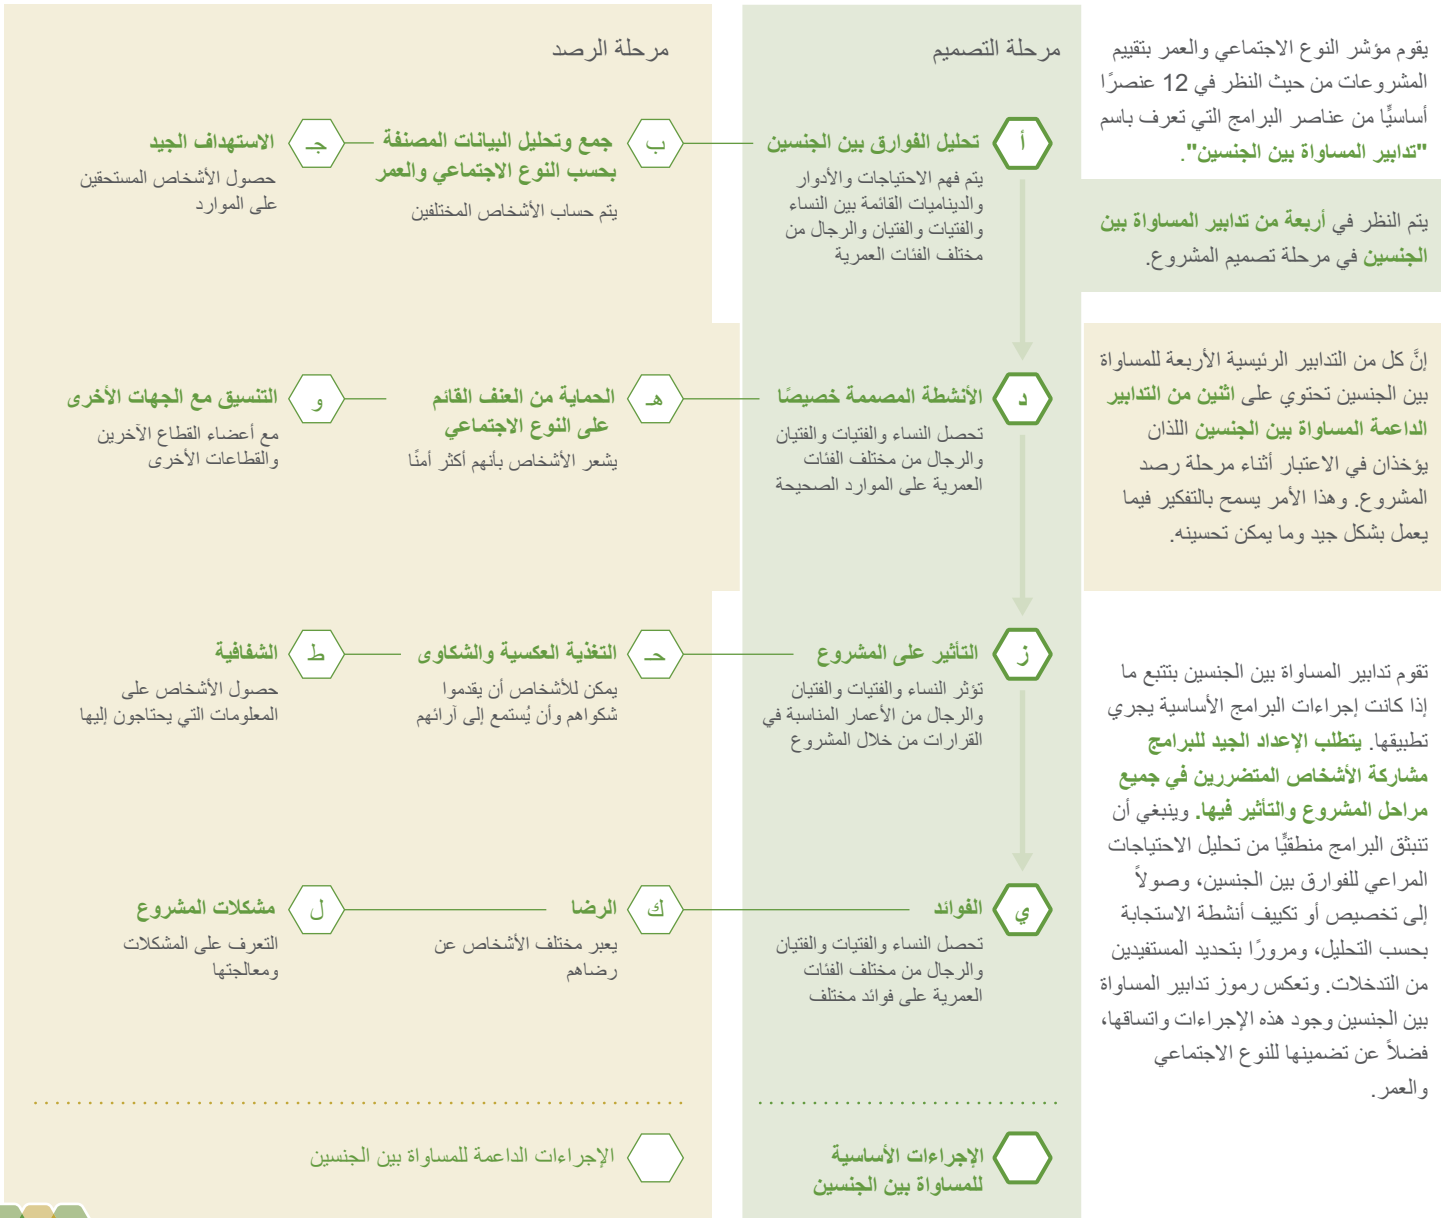 يقوم مؤشر النوع الاجتماعي والعمر بتقييم
المشروعات من حيث النظر في 12 عنصرًا
أساسيًّا من عناصر البرامج التي تعرف باسم
"تدابير المساواة بين الجنسين".
يتم النظر في أربعة من تدابير المساواة بين
الجنسين في مرحلة تصميم المشروع.
إنَّ كل من التدابير الرئيسية الأربعة للمساواة
بين الجنسين تحتوي على اثنين من التدابير
الداعمة المساواة بين الجنسين اللذان
يؤخذان في الاعتبار أثناء مرحلة رصد
المشروع. وهذا الأمر يسمح بالتفكير فيما
يعمل بشكل جيد وما يمكن تحسينه.
تقوم تدابير المساواة بين الجنسين بتتبع ما
إذا كانت إجراءات البرامج الأساسية يجري
تطبيقها. يتطلب الإعداد الجيد للبرامج
مشاركة الأشخاص المتضررين في جميع
مراحل المشروع والتأثير فيها. وينبغي أن
تنبثق البرامج منطقيًّا من تحليل الاحتياجات
المراعي للفوارق بين الجنسين، وصولاً
إلى تخصيص أو تكييف أنشطة الاستجابة
بحسب التحليل، ومرورًا بتحديد المستفيدين
من التدخلات. وتعكس رموز تدابير المساواة
بين الجنسين وجود هذه الإجراءات واتساقها،
فضلاً عن تضمينها للنوع الاجتماعي
والعمر.
مرحلة التصميم
مرحلة الرصد
أ
تحليل الفوارق بين الجنسين
يتم فهم الاحتياجات والأدوار
والديناميات القائمة بين النساء
والفتيات والفتيان والرجال من
مختلف الفئات العمرية
ب
جمع وتحليل البيانات المصنفة
بحسب النوع الاجتماعي والعمر
يتم حساب الأشخاص المختلفين
جـ
الاستهداف الجيد
حصول الأشخاص المستحقين
على الموارد
د
الأنشطة المصممة خصيصًا
تحصل النساء والفتيات والفتيان
والرجال من مختلف الفئات
العمرية على الموارد الصحيحة
هـ
الحماية من العنف القائم
على النوع الاجتماعي
يشعر الأشخاص بأنهم أكثر أمنًا
و
التنسيق مع الجهات الأخرى
مع أعضاء القطاع الآخرين
والقطاعات الأخرى
ز
التأثير على المشروع
تؤثر النساء والفتيات والفتيان
والرجال من الأعمار المناسبة في
القرارات من خلال المشروع
حـ
التغذية العكسية والشكاوى
يمكن للأشخاص أن يقدموا
شكواهم وأن يُستمع إلى آرائهم
ط
الشفافية
حصول الأشخاص على
المعلومات التي يحتاجون إليها
ي
الفوائد
تحصل النساء والفتيات والفتيان
والرجال من مختلف الفئات
العمرية على فوائد مختلف
ك
الرضا
يعبر مختلف الأشخاص عن
رضاهم
ل
مشكلات المشروع
التعرف على المشكلات
ومعالجتها
الإجراءات الأساسية
للمساواة بين الجنسين
الإجراءات الداعمة للمساواة بين الجنسين